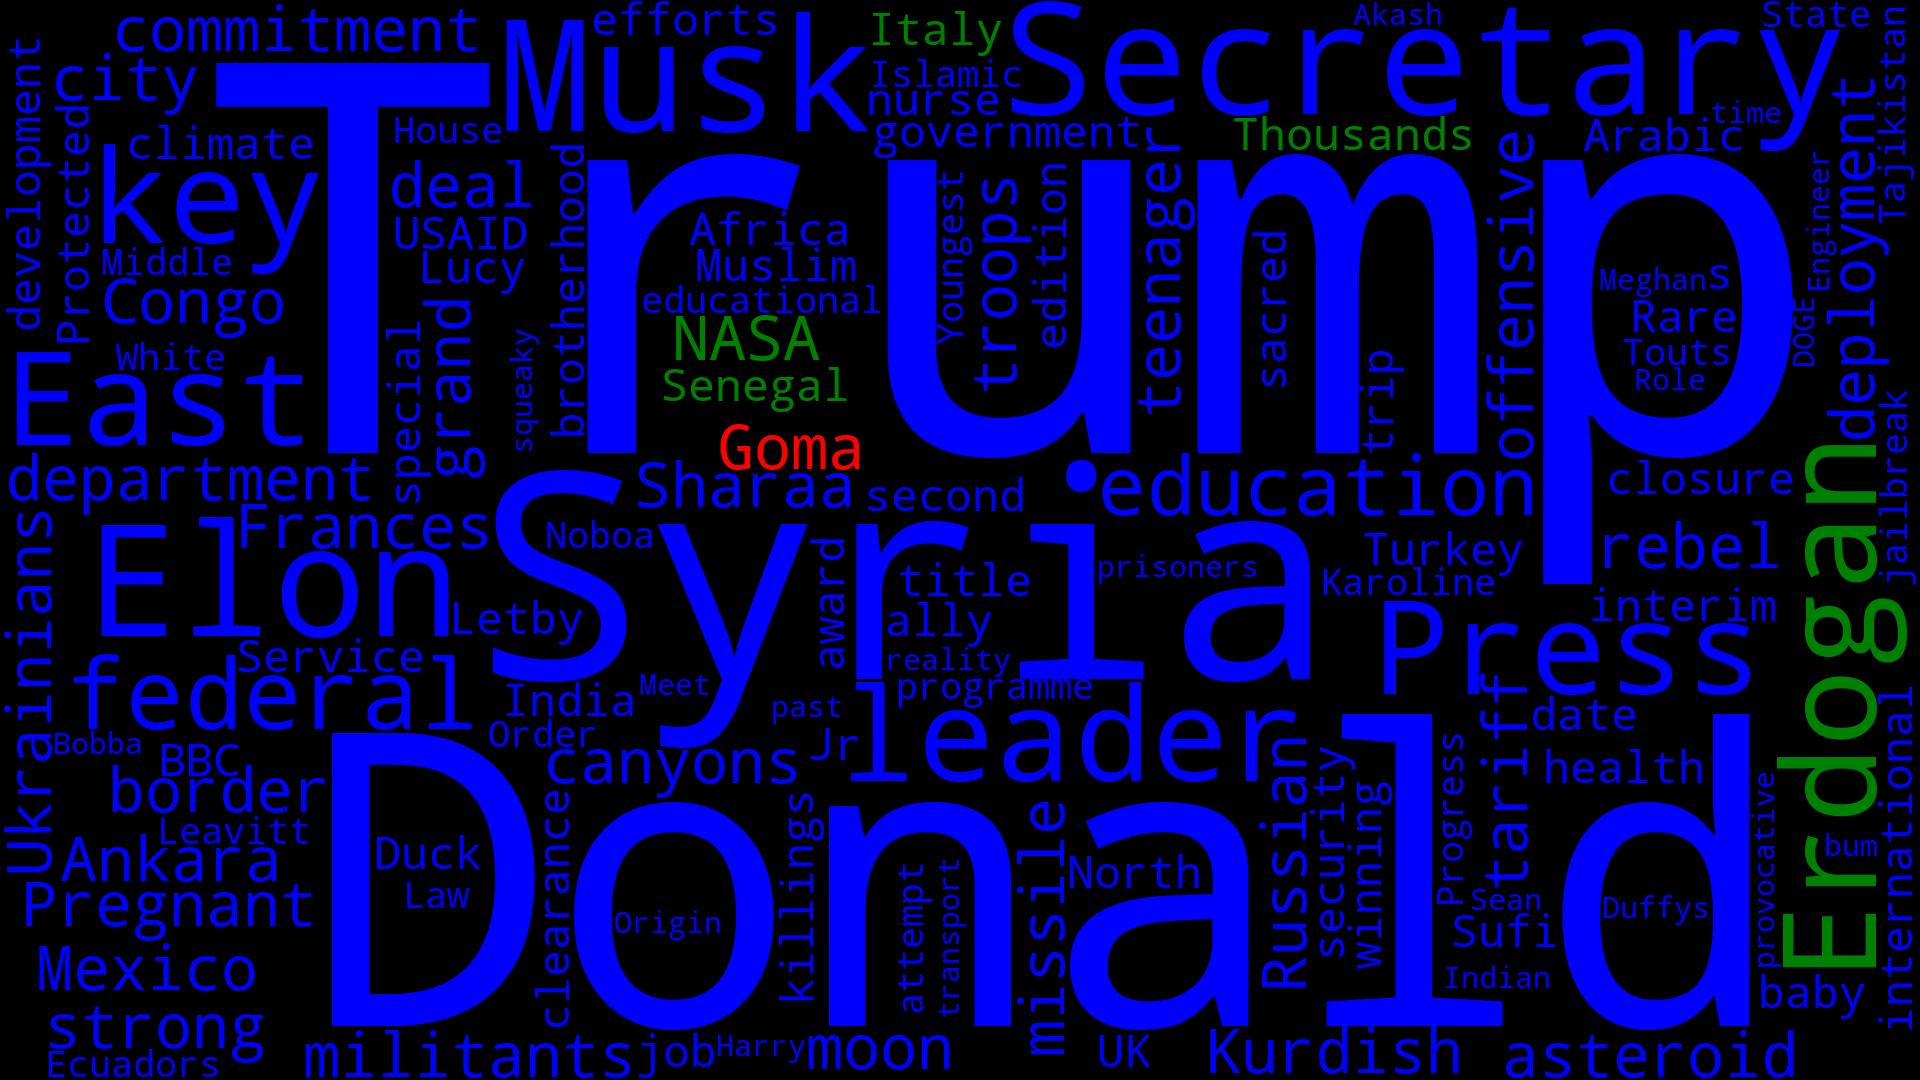 commitment
Musk
efforts
Italy
Secretary
Akash
State
Tajikistan
development
city
Trump
Islamic
nurse
time
Protected
climate
House
government
Thousands
Arabic
deployment
key
deal
brotherhood
Youngest
troops
edition
teenager
sacred
offensive
Engineer
USAID
Africa
Middle
Lucy
Muslim
Meghan
s
Congo
educational
Rare
DOGE
White
special
grand
squeaky
NASA
Touts
trip
Role
East
Senegal
jailbreak
Goma
department
Sharaa
second
education
closure
Erdogan
Ukrainians
Frances
Syria
Noboa
award
title
prisoners
Turkey
rebel
Elon
Karoline
Letby
ally
interim
Service
reality
Press
federal
India
Meet
programme
past
leader
tariff
date
international
Bobba
Order
BBC
canyons
Jr
border
Donald
Russian
security
winning
Progress
health
provocative
Leavitt
clearance
killings
Ankara
Duck
missile
North
bum
Pregnant
Law
Origin
attempt
transport
Sean
Duffys
Sufi
Mexico
Indian
baby
strong
Ecuadors
militants
job
Harry
moon
UK
Kurdish
asteroid